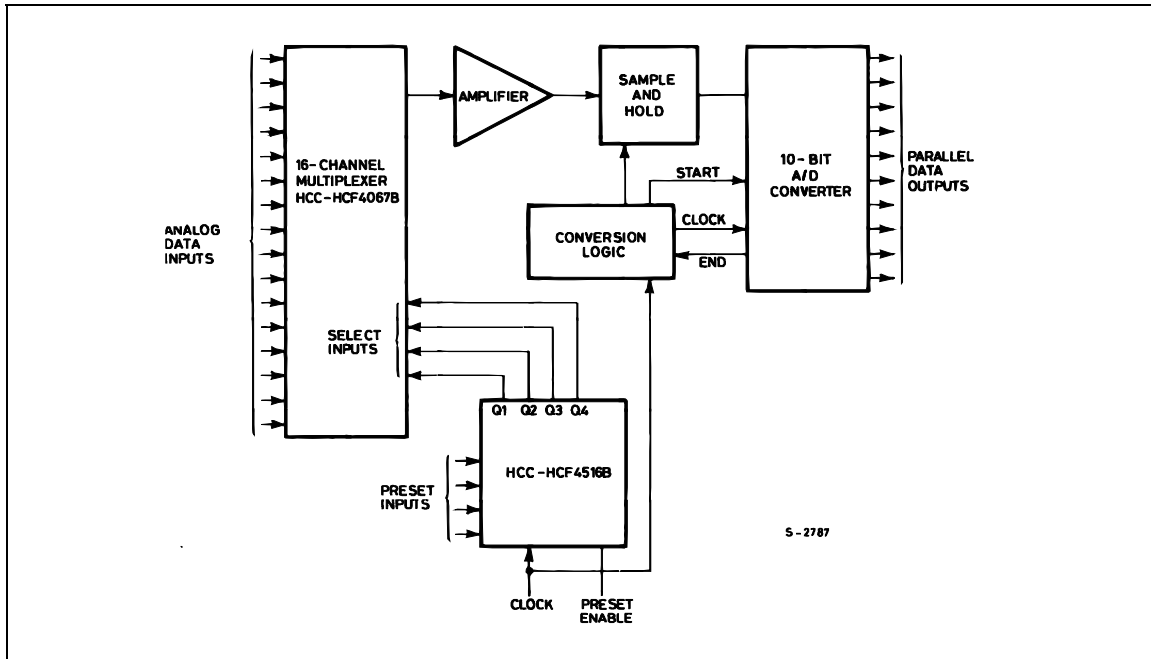 16-CHANNEL
MULTIPLEXER
HCC-HCF4067B
ANALOG
DATA
INPUTS
SELECT
INPUTS
AMPLIFIER
SAMPLE
AND
HOLD
START
CLOCK
END
CONVERSION
LOGIC
10-BIT
A/D
CONVERTER
PARALLEL
DATA
OUTPUTS
Q1 Q2 Q3 Q4
HCC-HCF4516B
PRESET
INPUTS
CLOCK
PRESET
ENABLE
S-2787